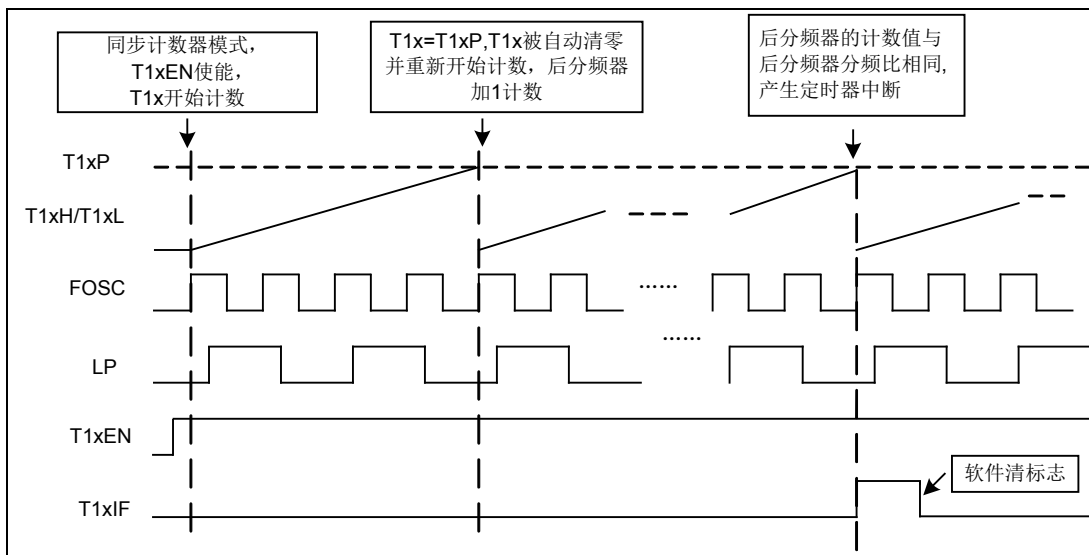 同步计数器模式，
T1xEN使能，
T1x开始计数
T1x=T1xP,T1x被自动清零
并重新开始计数，后分频器
加1计数
后分频器的计数值与
后分频器分频比相同,
产生定时器中断
T1xP
T1xH/T1xL
FOSC
......
LP
......
T1xEN
T1xIF
软件清标志